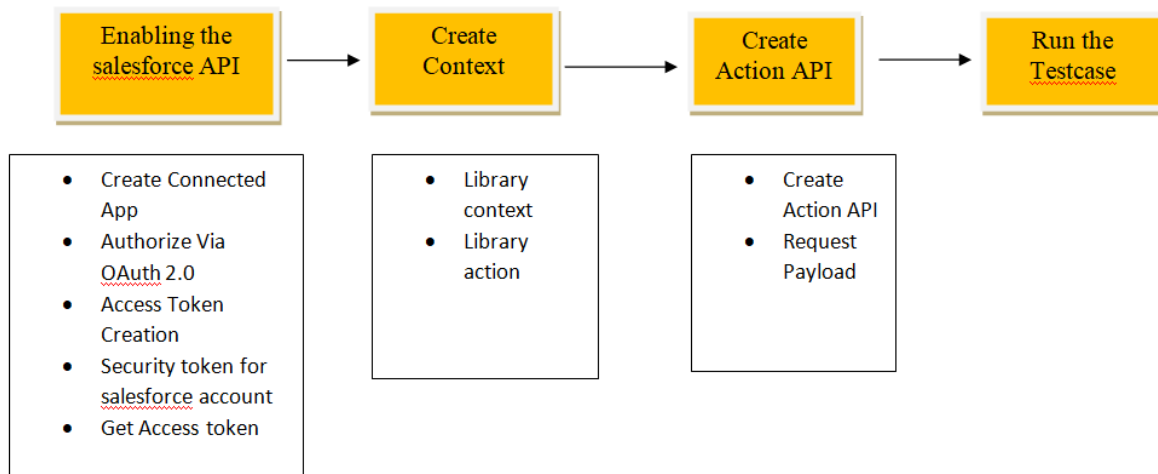 Enabling the
salesforce API
Create
Context
Create
Action API
Run the
Testcase
• Create Connected
App
• Authorize Via
OAuth 2.0
• Access Token
Creation
• Security token for
salesforce account
• Get Access token
• Library
context
• Library
action
• Create
Action API
• Request
Payload